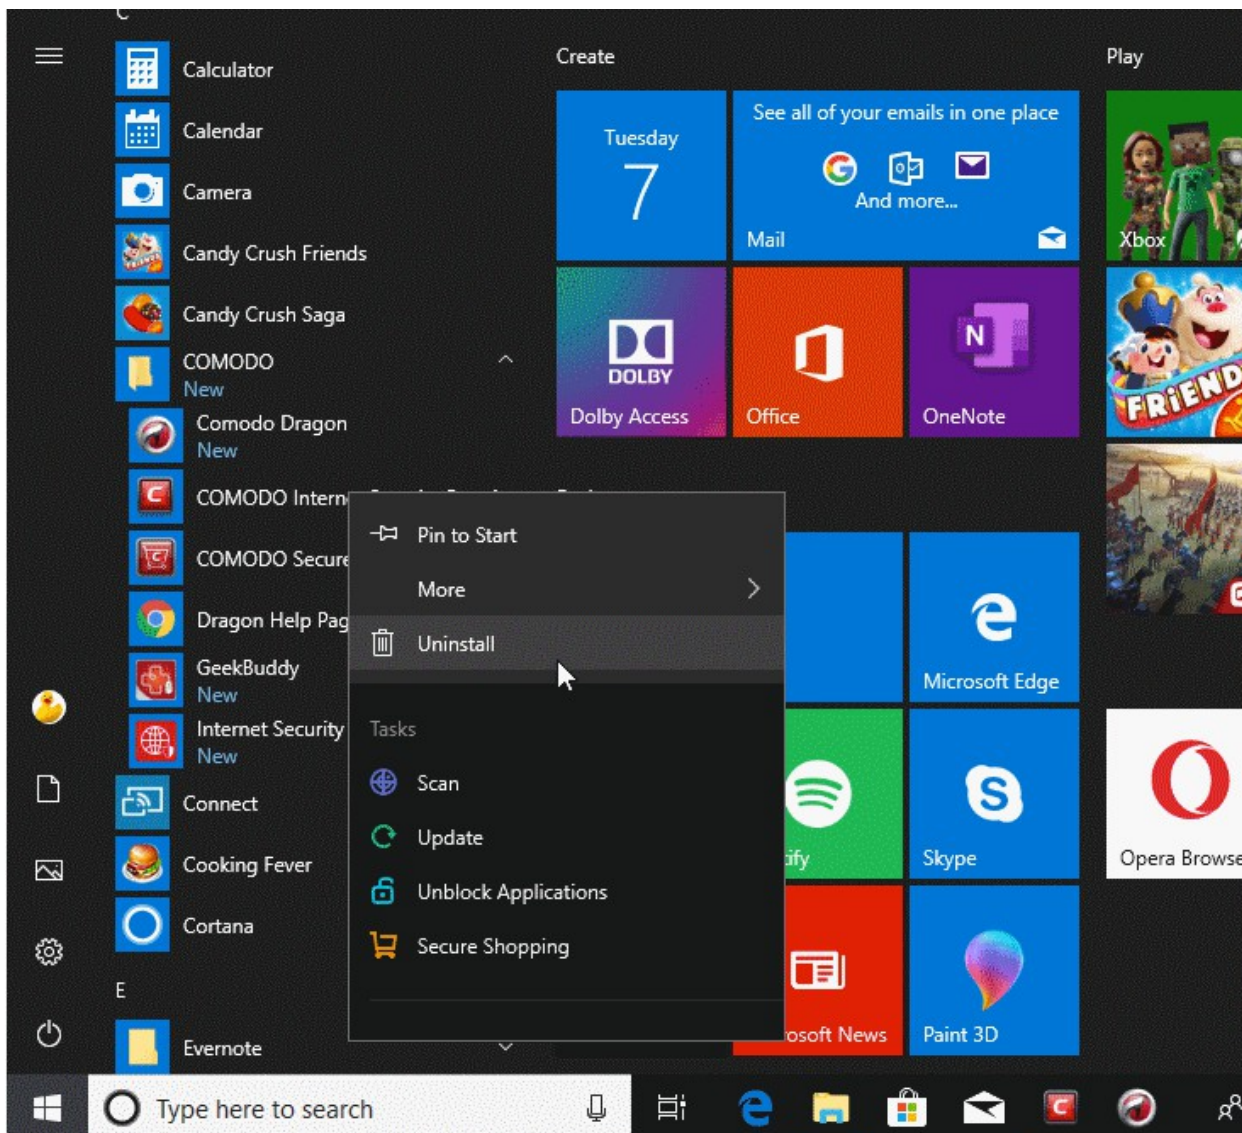 C
Calculator
Calendar
Camera
Candy Crush Friends
Candy Crush Saga
COMODO
New
Comodo Dragon
New
COMODO Intern
COMODO Secure
Dragon Help Pag
GeekBuddy
New
Internet Security
New
Connect
Cooking Fever
Cortana
E
Evernote
Pin to Start
More
Uninstall
Tasks
Scan
Update
Unblock Applications
Secure Shopping
Create
Tuesday
7
See all of your emails in one place
And more...
Mail
DOLBY
Dolby Access
Office
N
OneNote
Microsoft Edge
ify
S
Skype
osoft News
Paint 3D
Play
Xbox
FRIEND
Opera Browse
Type here to search